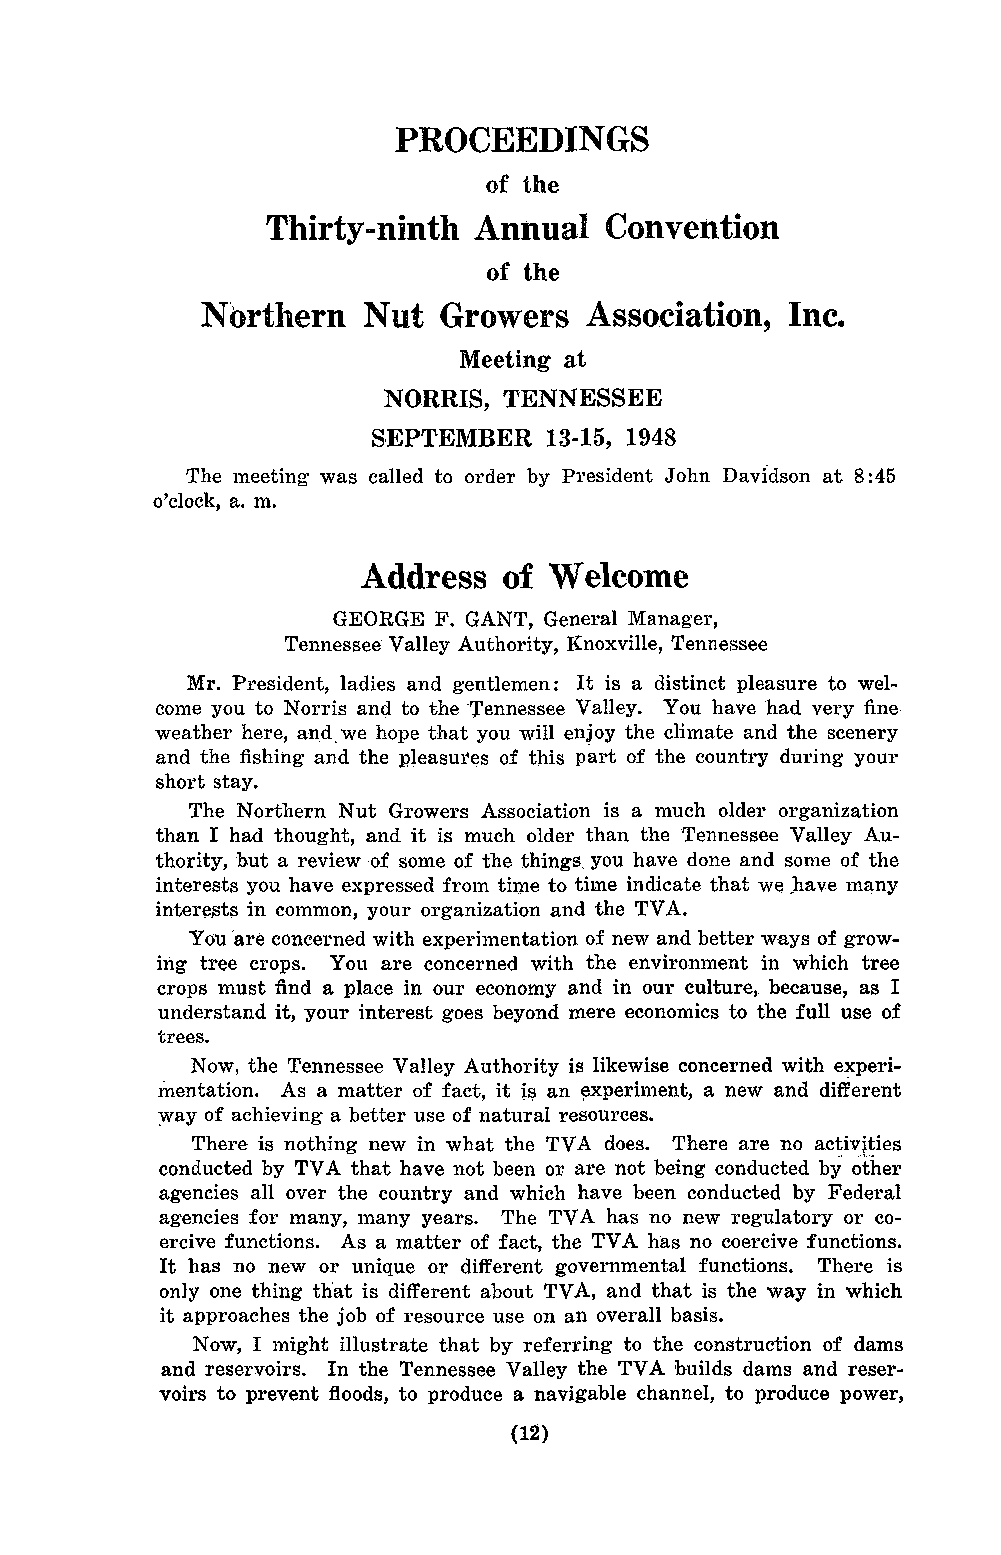 PROCEEDINGS
of the
Thirty-ninth Annual Convention
of the
Northern Nut Growers Association, Inc.
Meeting at
NORRIS, TENNESSEE
SEPTEMBER 13-15, 1948
The meeting was called to order by President John Davidson at 8:45
o'clock, a. m.
Address of Welcome
GEORGE F. GANT, General Manager,
Tennessee Valley Authority, Knoxville, Tennessee
Mr. President, ladies and gentlemen: It is a distinct pleasure to wel-
come you to Norris and to the Tennessee Valley. You have had very fine
weather here, and we hope that you will enjoy the climate and the scenery
and the fishing and the pleasures of this part of the country during your
short stay.
The Northern Nut Growers Association is a much older organization
than I had thought, and it is much older than the Tennessee Valley Au-
thority, but a review of some of the things you have done and some of the
interests you have expressed from time to time indicate that we have many
interests in common, your organization and the TVA.
You are concerned with experimentation of new and better ways of grow-
ing tree crops. You are concerned with the environment in which tree
crops must find a place in our economy and in our culture, because, as I
understand it, your interest goes beyond mere economics to the full use of
trees.
Now, the Tennessee Valley Authority is likewise concerned with experi-
mentation. As a matter of fact, it is an experiment, a new and different
way of achieving a better use of natural resources.
There is nothing new in what the TVA does. There are no activities
conducted by TVA that have not been or are not being conducted by other
agencies all over the country and which have been conducted by Federal
agencies for many, many years. The TVA has no new regulatory or co-
ercive functions. As a matter of fact, the TVA has no coercive functions.
It has no new or unique or different governmental functions. There is
only one thing that is different about TVA, and that is the way in which
it approaches the job of resource use on an overall basis.
Now, I might illustrate that by referring to the construction of dams
and reservoirs. In the Tennessee Valley the TVA builds dams and reser-
voirs to prevent floods, to produce a navigable channel, to produce power,
(12)